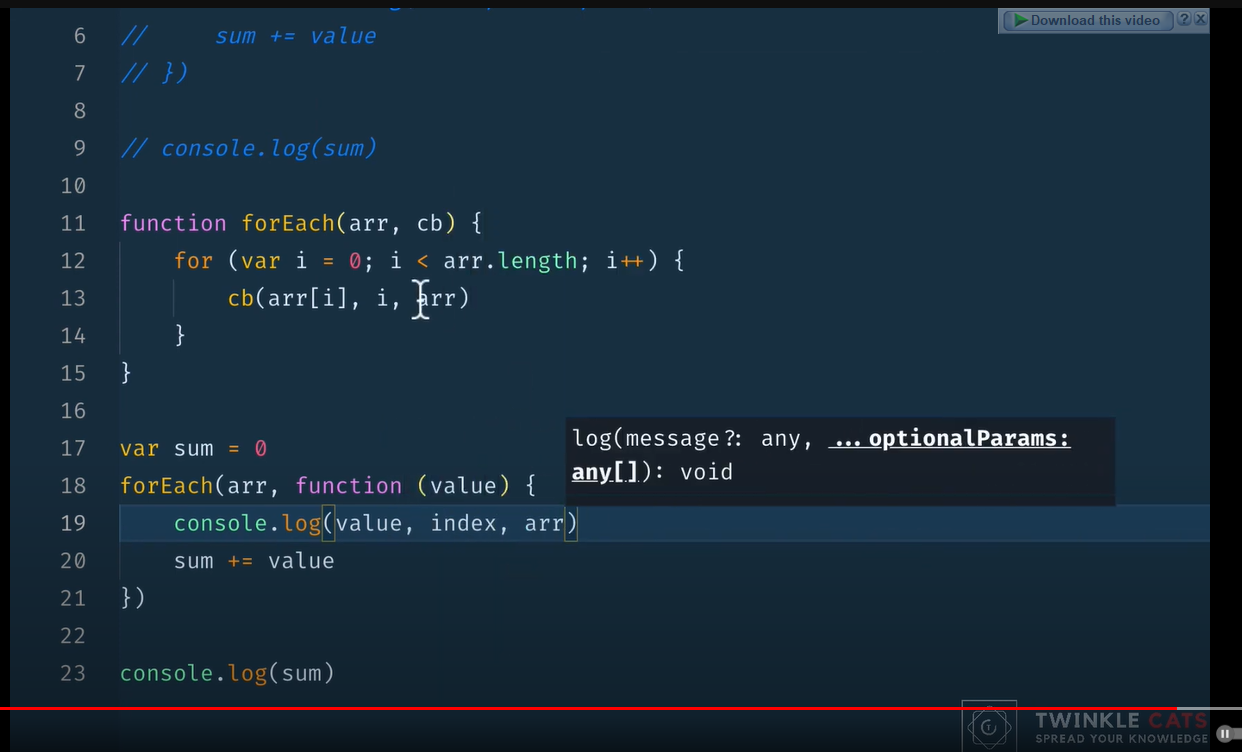 Download this video ? X
6 //     sum += value
7 // })
8
9 // console.log(sum)
10
11 function forEach(arr, cb) {
12     for (var i = 0; i < arr.length; i++) {
13         cb(arr[i], i, arr)
14     }
15 }
16
17 var sum = 0
log(message?: any, ...optionalParams:
any[]): void
18 forEach(arr, function (value) {
19     console.log(value, index, arr)
20     sum += value
21 })
22
23 console.log(sum)
TWINKLE CATS
SPREAD YOUR KNOWLEDGE